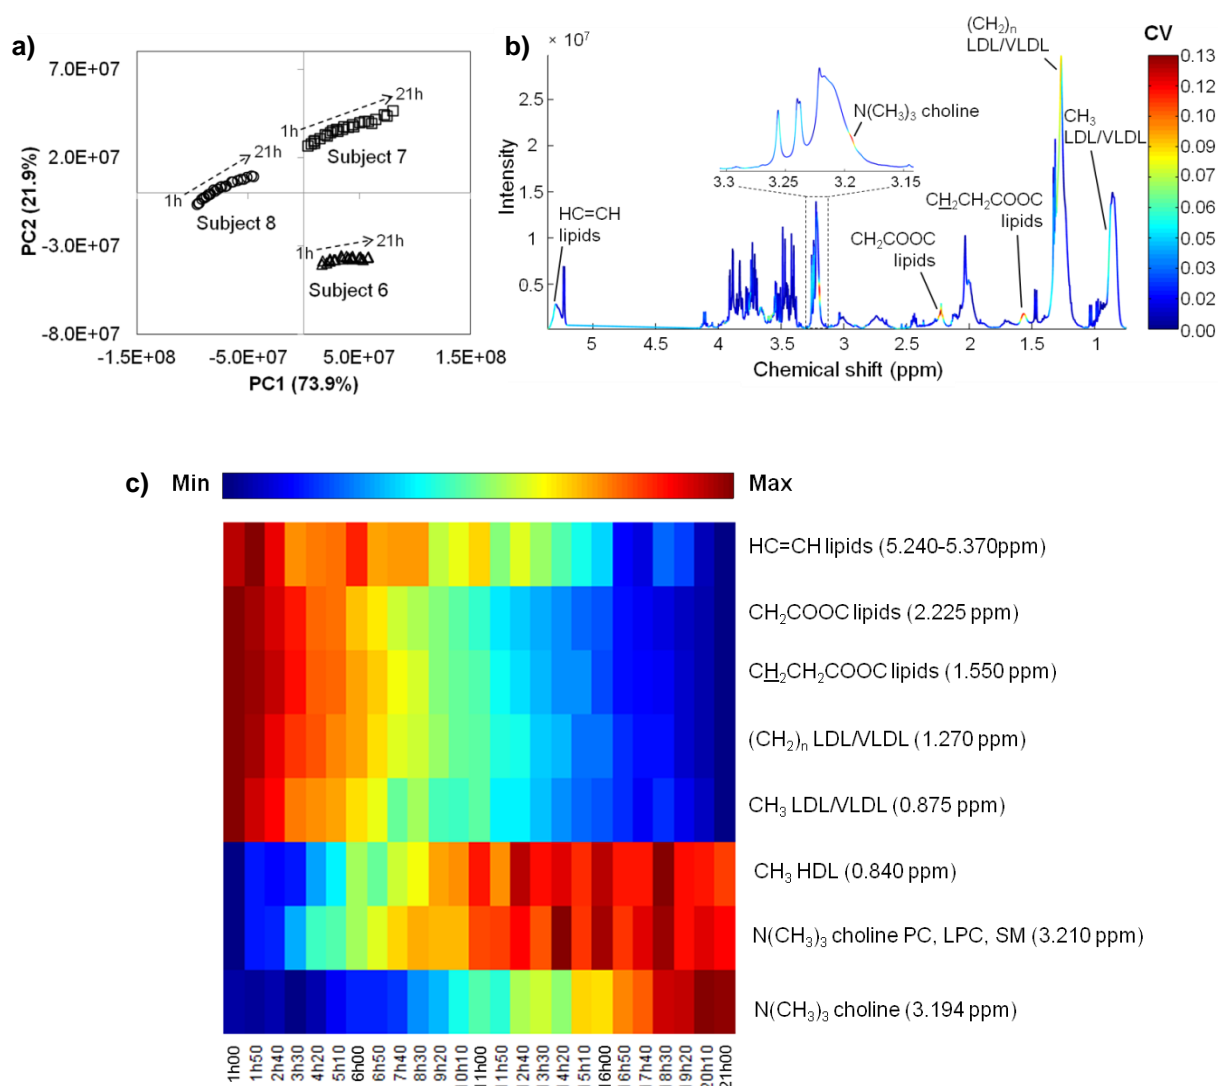 a)
7.0E+07
2.0E+07
-3.0E+07
-8.0E+07
PC2 (21.9%)
1h
21h
Subject 7
1h
21h
Subject 8
1h
21h
Subject 6
-1.5E+08
-5.0E+07
5.0E+07
1.5E+08
PC1 (73.9%)
b)
× 10⁷
2.5
2
1.5
1
0.5
Intensity
HC=CH
lipids
N(CH₃)₃ choline
3.3
3.25
3.2
3.15
CH₂COOC
lipids
CH₂CH₂COOC
lipids
(CH₂)ₙ
LDL/VLDL
CH₃
LDL/VLDL
5
4.5
4
3.5
3
2.5
2
1.5
1
Chemical shift (ppm)
CV
0.13
0.12
0.10
0.09
0.08
0.06
0.05
0.03
0.02
0.00
c)
Min
Max
HC=CH lipids (5.240-5.370ppm)
CH₂COOC lipids (2.225 ppm)
CH₂CH₂COOC lipids (1.550 ppm)
(CH₂)ₙ LDL/VLDL (1.270 ppm)
CH₃ LDL/VLDL (0.875 ppm)
CH₃ HDL (0.840 ppm)
N(CH₃)₃ choline PC, LPC, SM (3.210 ppm)
N(CH₃)₃ choline (3.194 ppm)
1h00
1h50
2h40
3h30
4h20
5h10
6h00
6h50
7h40
8h30
9h20
10h10
11h00
11h50
12h40
13h30
14h20
15h10
16h00
16h50
17h40
18h30
19h20
20h10
21h00